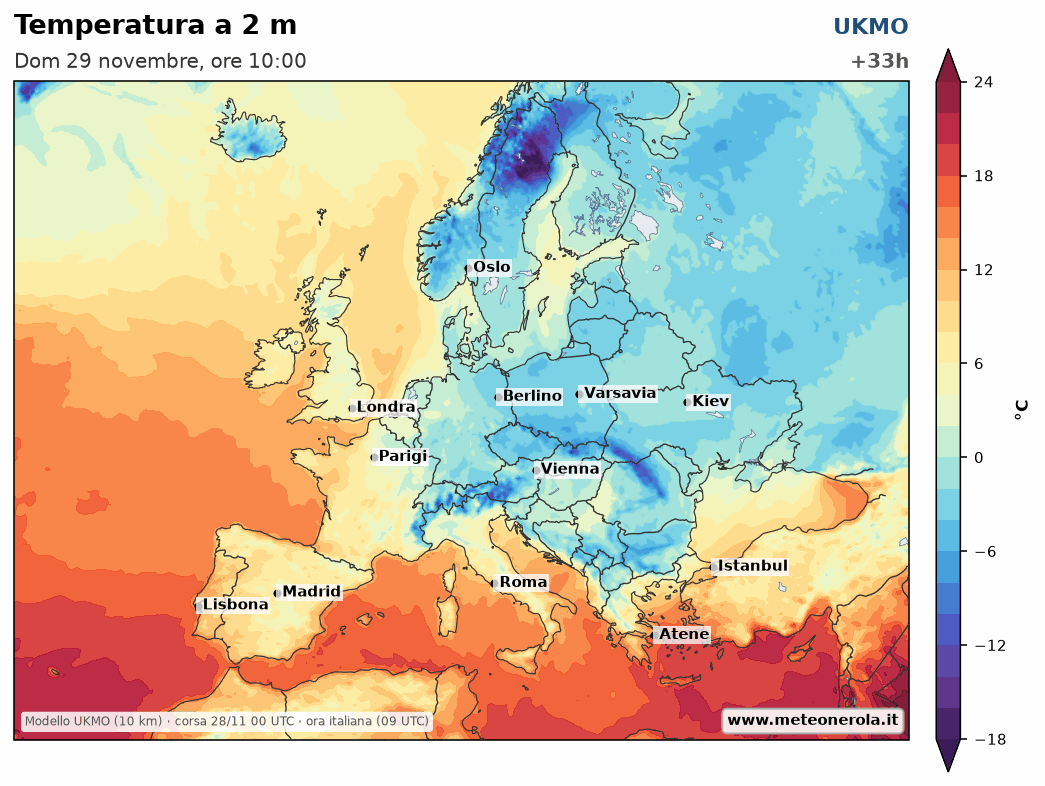 Temperatura a 2 m
UKMO
Dom 29 novembre, ore 10:00
+33h
24
18
12
6
0
−6
−12
−18
°C
Oslo
Berlino
Varsavia
Kiev
Londra
Parigi
Vienna
Istanbul
Roma
Madrid
Lisbona
Atene
Modello UKMO (10 km) · corsa 28/11 00 UTC · ora italiana (09 UTC)
www.meteonerola.it